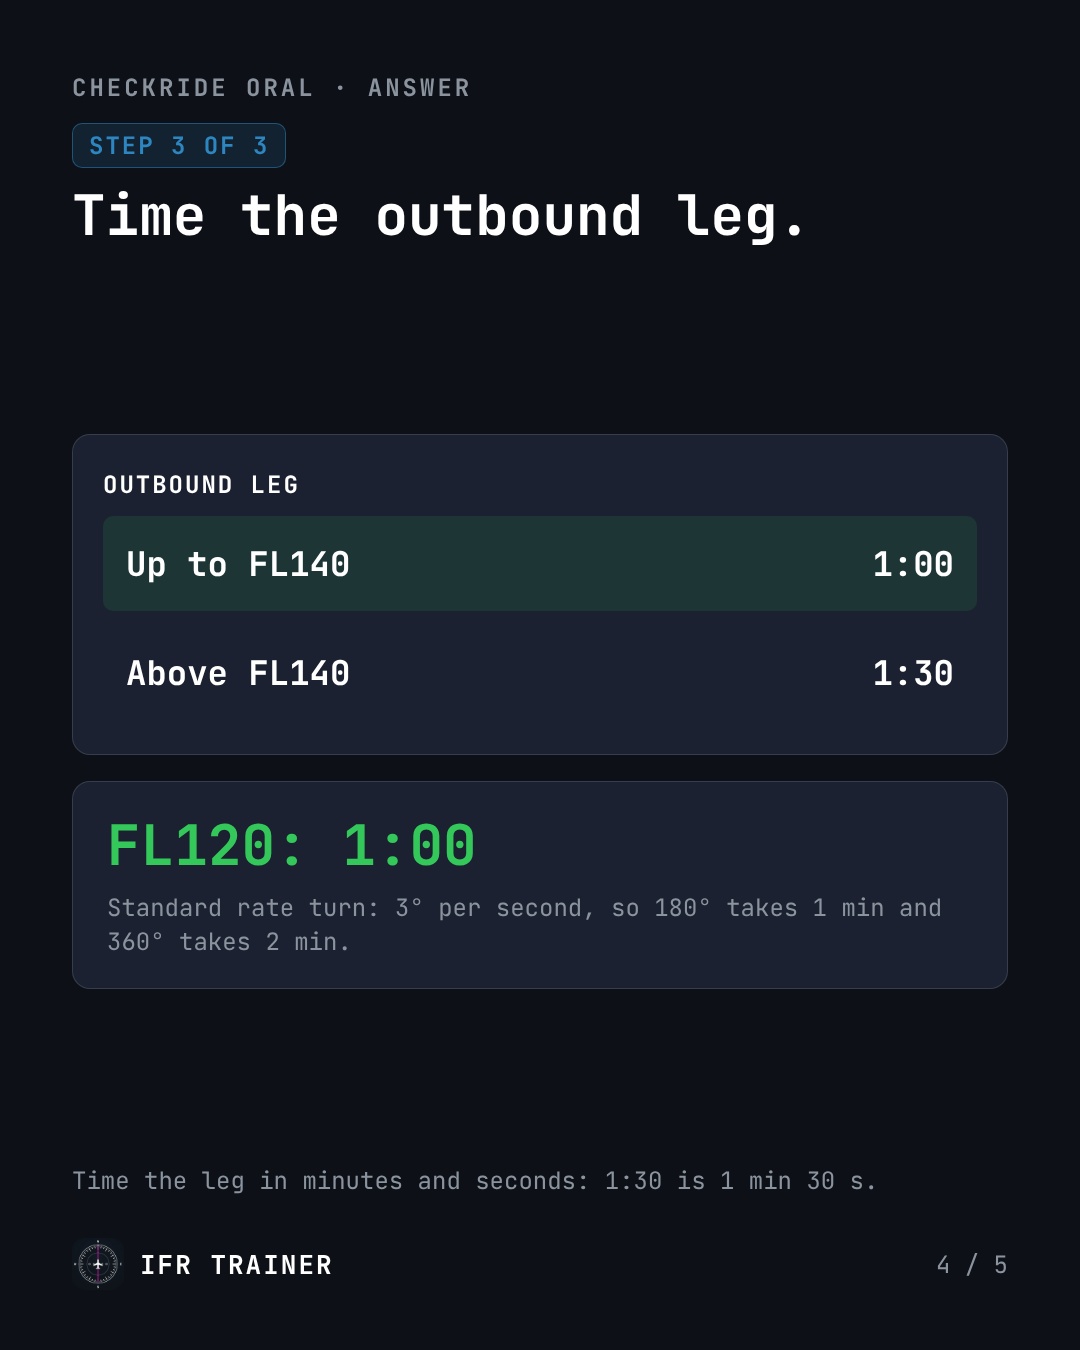 CHECKRIDE ORAL · ANSWER
STEP 3 OF 3
Time the outbound leg.
OUTBOUND LEG
Up to FL140 1:00
Above FL140 1:30
FL120: 1:00
Standard rate turn: 3° per second, so 180° takes 1 min and
360° takes 2 min.
Time the leg in minutes and seconds: 1:30 is 1 min 30 s.
IFR TRAINER 4 / 5